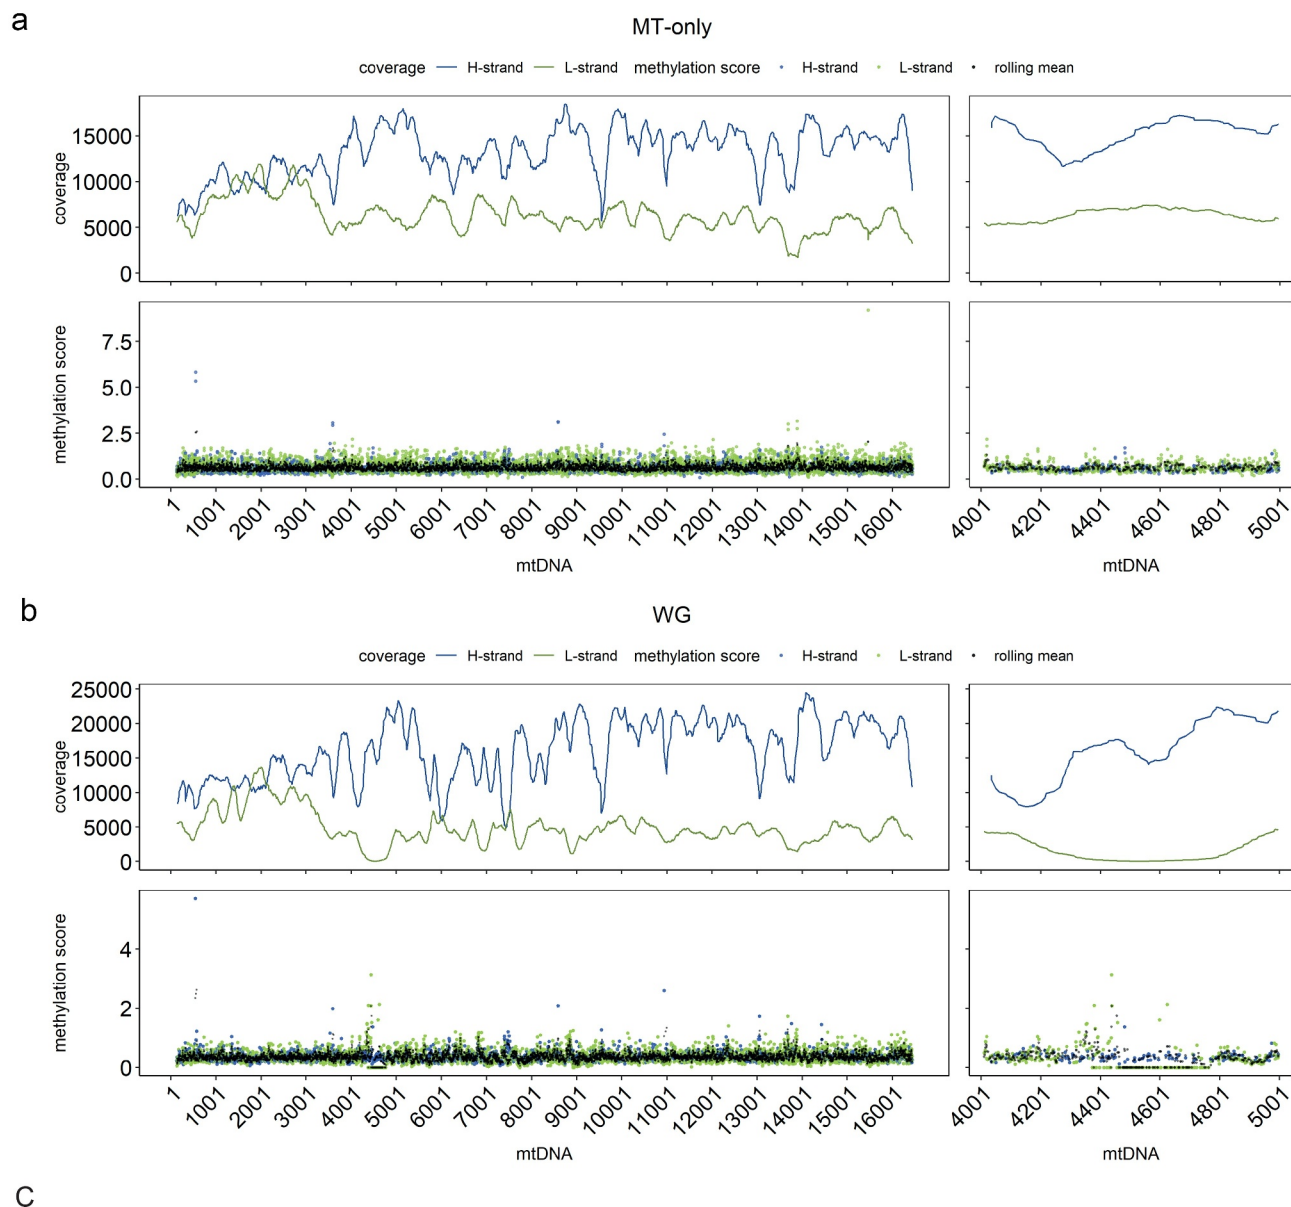 a
MT-only
coverage H-strand L-strand methylation score H-strand L-strand rolling mean
coverage
15000
10000
5000
0
methylation score
7.5
5.0
2.5
0.0
1 1001 2001 3001 4001 5001 6001 7001 8001 9001 10001 11001 12001 13001 14001 15001 16001
4001 4201 4401 4601 4801 5001
mtDNA mtDNA
b
WG
coverage H-strand L-strand methylation score H-strand L-strand rolling mean
coverage
25000
20000
15000
10000
5000
0
methylation score
4
2
0
1 1001 2001 3001 4001 5001 6001 7001 8001 9001 10001 11001 12001 13001 14001 15001 16001
4001 4201 4401 4601 4801 5001
mtDNA mtDNA
C